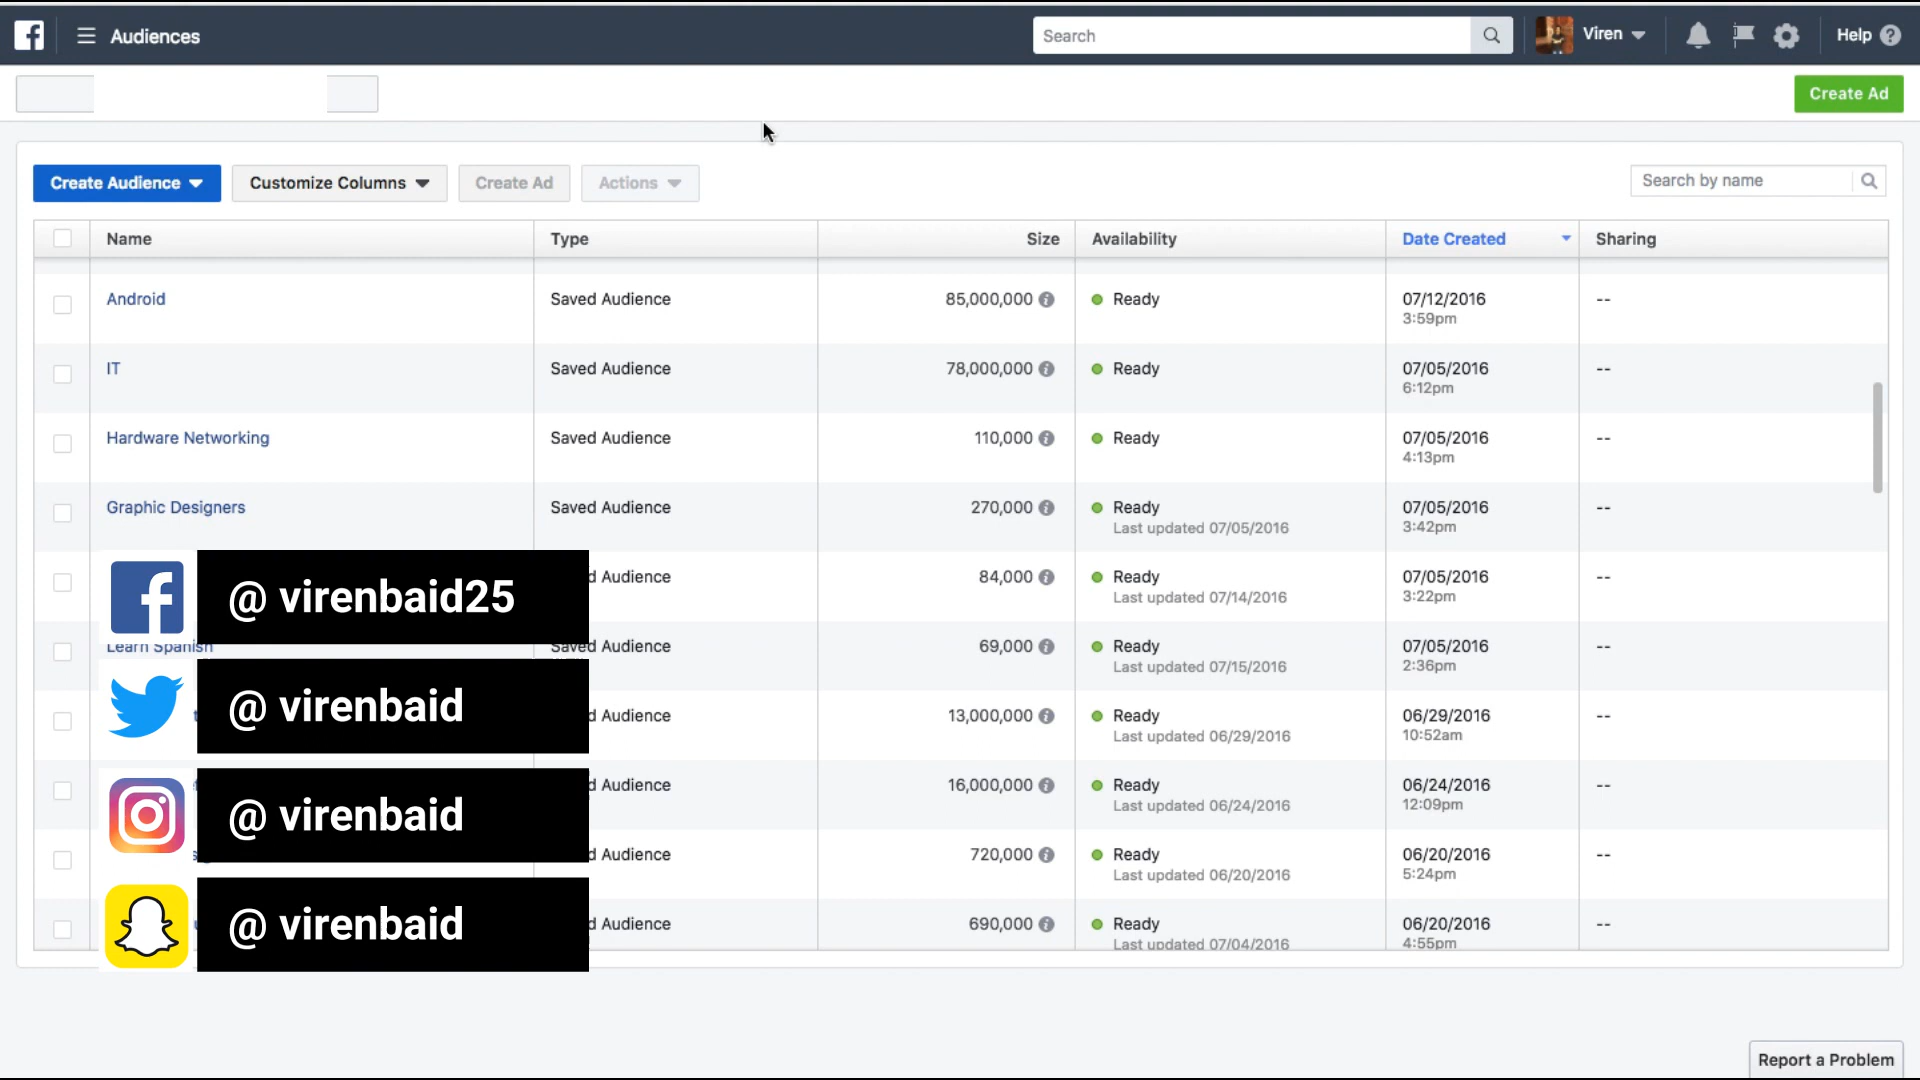 Audiences
Search
Viren
Help
Create Ad
Create Audience
Customize Columns
Create Ad
Actions
Search by name
Name Type Size Availability Date Created Sharing
Android Saved Audience 85,000,000 Ready 07/12/2016 --
3:59pm
IT Saved Audience 78,000,000 Ready 07/05/2016 --
6:12pm
Hardware Networking Saved Audience 110,000 Ready 07/05/2016 --
4:13pm
Graphic Designers Saved Audience 270,000 Ready 07/05/2016 --
Last updated 07/05/2016 3:42pm
@ virenbaid25
d Audience 84,000 Ready 07/05/2016 --
Last updated 07/14/2016 3:22pm
Learn Spanish Saved Audience 69,000 Ready 07/05/2016 --
Last updated 07/15/2016 2:36pm
@ virenbaid
d Audience 13,000,000 Ready 06/29/2016 --
Last updated 06/29/2016 10:52am
@ virenbaid
d Audience 16,000,000 Ready 06/24/2016 --
Last updated 06/24/2016 12:09pm
d Audience 720,000 Ready 06/20/2016 --
Last updated 06/20/2016 5:24pm
@ virenbaid
d Audience 690,000 Ready 06/20/2016 --
Last updated 07/04/2016 4:55pm
Report a Problem